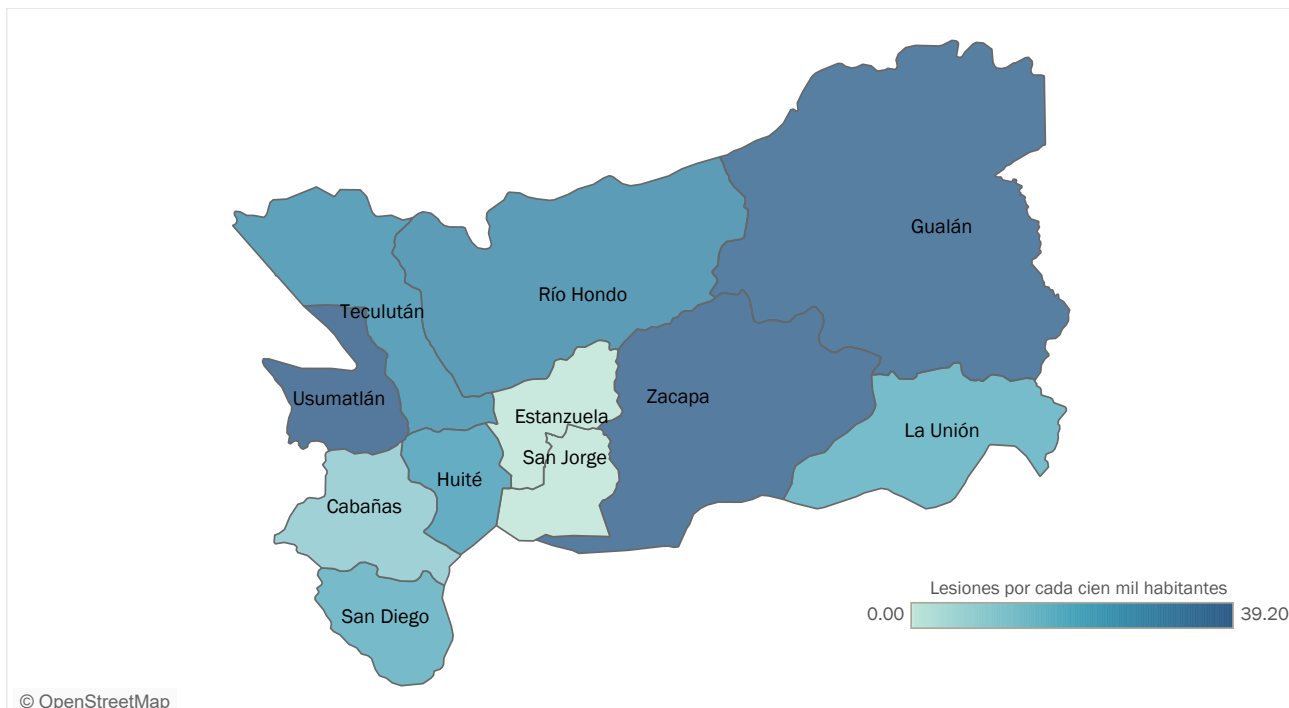 Gualán
Río Hondo
Teculután
Usumatlán
Zacapa
Estanzuela
La Unión
San Jorge
Huité
Cabañas
San Diego
Lesiones por cada cien mil habitantes
0.00 39.20
© OpenStreetMap